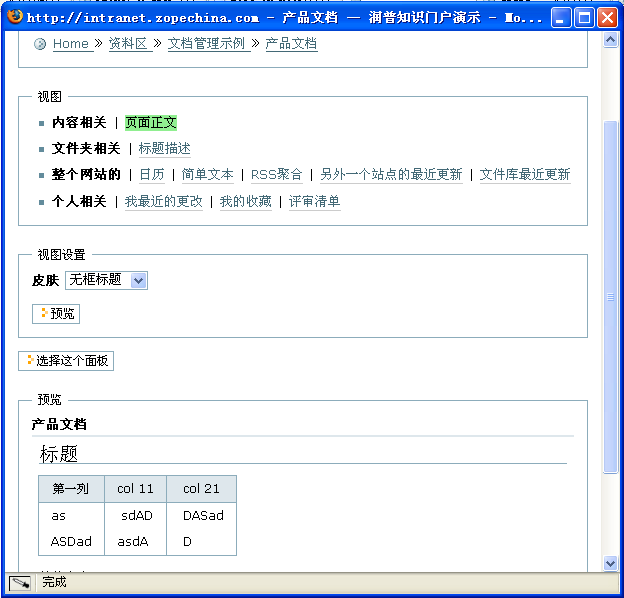 http://intranet.zopechina.com - 产品文档 — 润普知识门户演示 - Mo...
Home » 资料区 » 文档管理示例 » 产品文档
视图
内容相关 | 页面正文
文件夹相关 | 标题描述
整个网站的 | 日历 | 简单文本 | RSS聚合 | 另外一个站点的最近更新 | 文件库最近更新
个人相关 | 我最近的更改 | 我的收藏 | 评审清单
视图设置
皮肤 无框标题
预览
选择这个面板
预览
产品文档
标题
第一列 col 11 col 21
as sdAD DASad
ASDad asdA D
完成